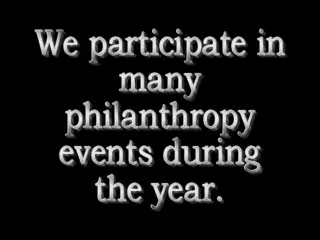 We participate in
many
philanthropy
events during
the year.